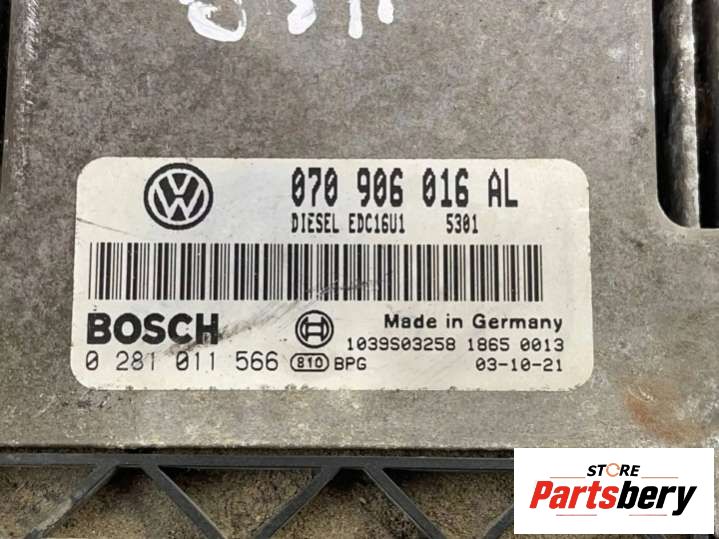 070 906 016 AL
DIESEL EDC16U1 5301
BOSCH
Made in Germany
1039S03258 1865 0013
0 281 011 566 810 BPG 03-10-21
STORE
Partsbery